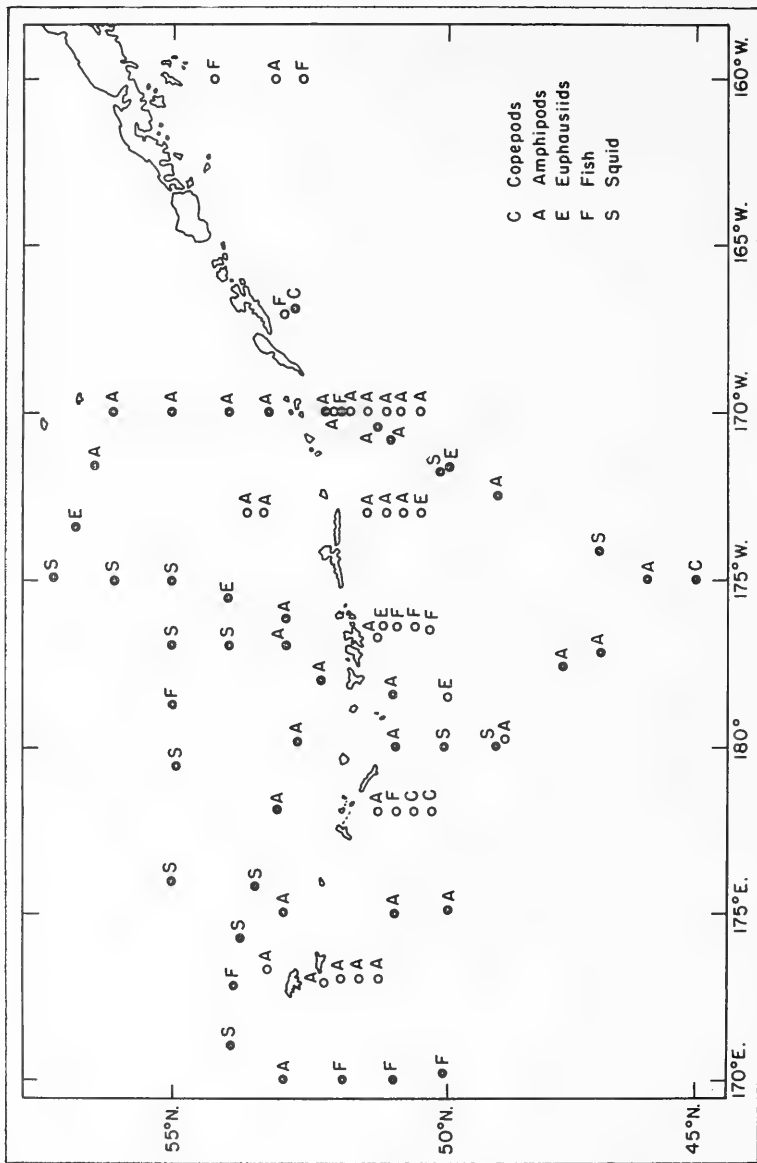 S
E
A
S A
55°N. S S F S S A
F
S F S S E A
S A A A
A A A A A A A
F
C A F
A A A
F A A F A
A A A A
A A A E A A
F A F A A F A A A
C F E A
C F
50°N. F A S E S E
S A A
A
A S
A
45°N. C
C Copepods
A Amphipods
E Euphausiids
F Fish
S Squid
170°E. 175°E. 180° 175°W. 170°W. 165°W. 160°W.